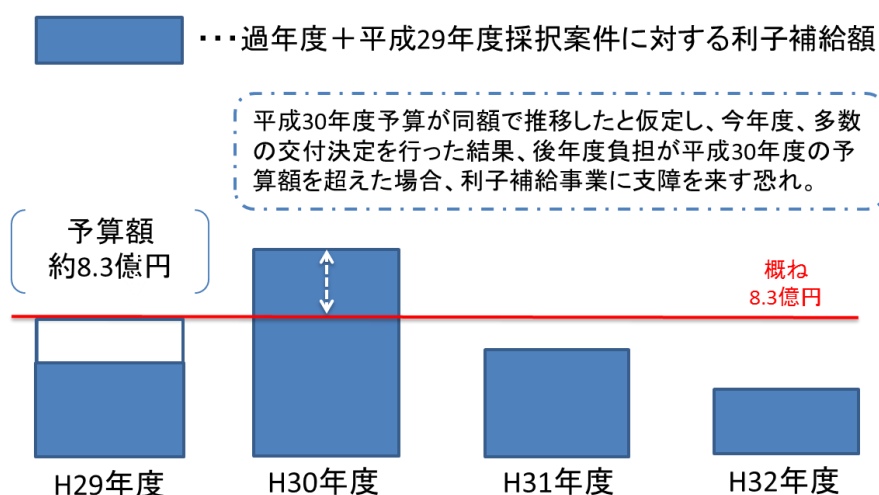 ・・・過年度＋平成29年度採択案件に対する利子補給額
平成30年度予算が同額で推移したと仮定し、今年度、多数
の交付決定を行った結果、後年度負担が平成30年度の予
算額を超えた場合、利子補給事業に支障を来す恐れ。
予算額
約8.3億円
概ね
8.3億円
H29年度
H30年度
H31年度
H32年度